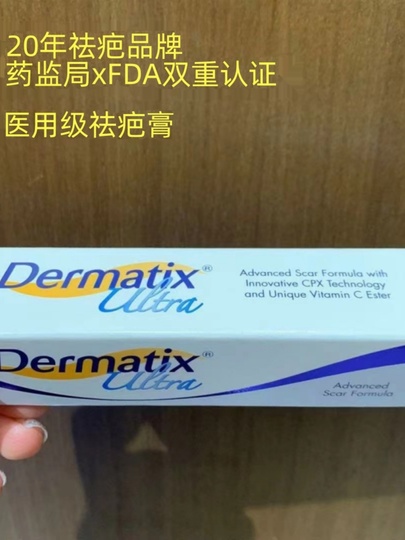 20年祛疤品牌
药监局xFDA双重认证
医用级祛疤膏
Dermatix®
Ultra
Advanced Scar Formula with
Innovative CPX Technology
and Unique Vitamin C Ester
Dermatix®
Ultra
Advanced
Scar Formula